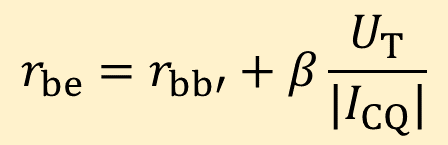 r_be = r_bb′ + β U_T / |I_CQ|